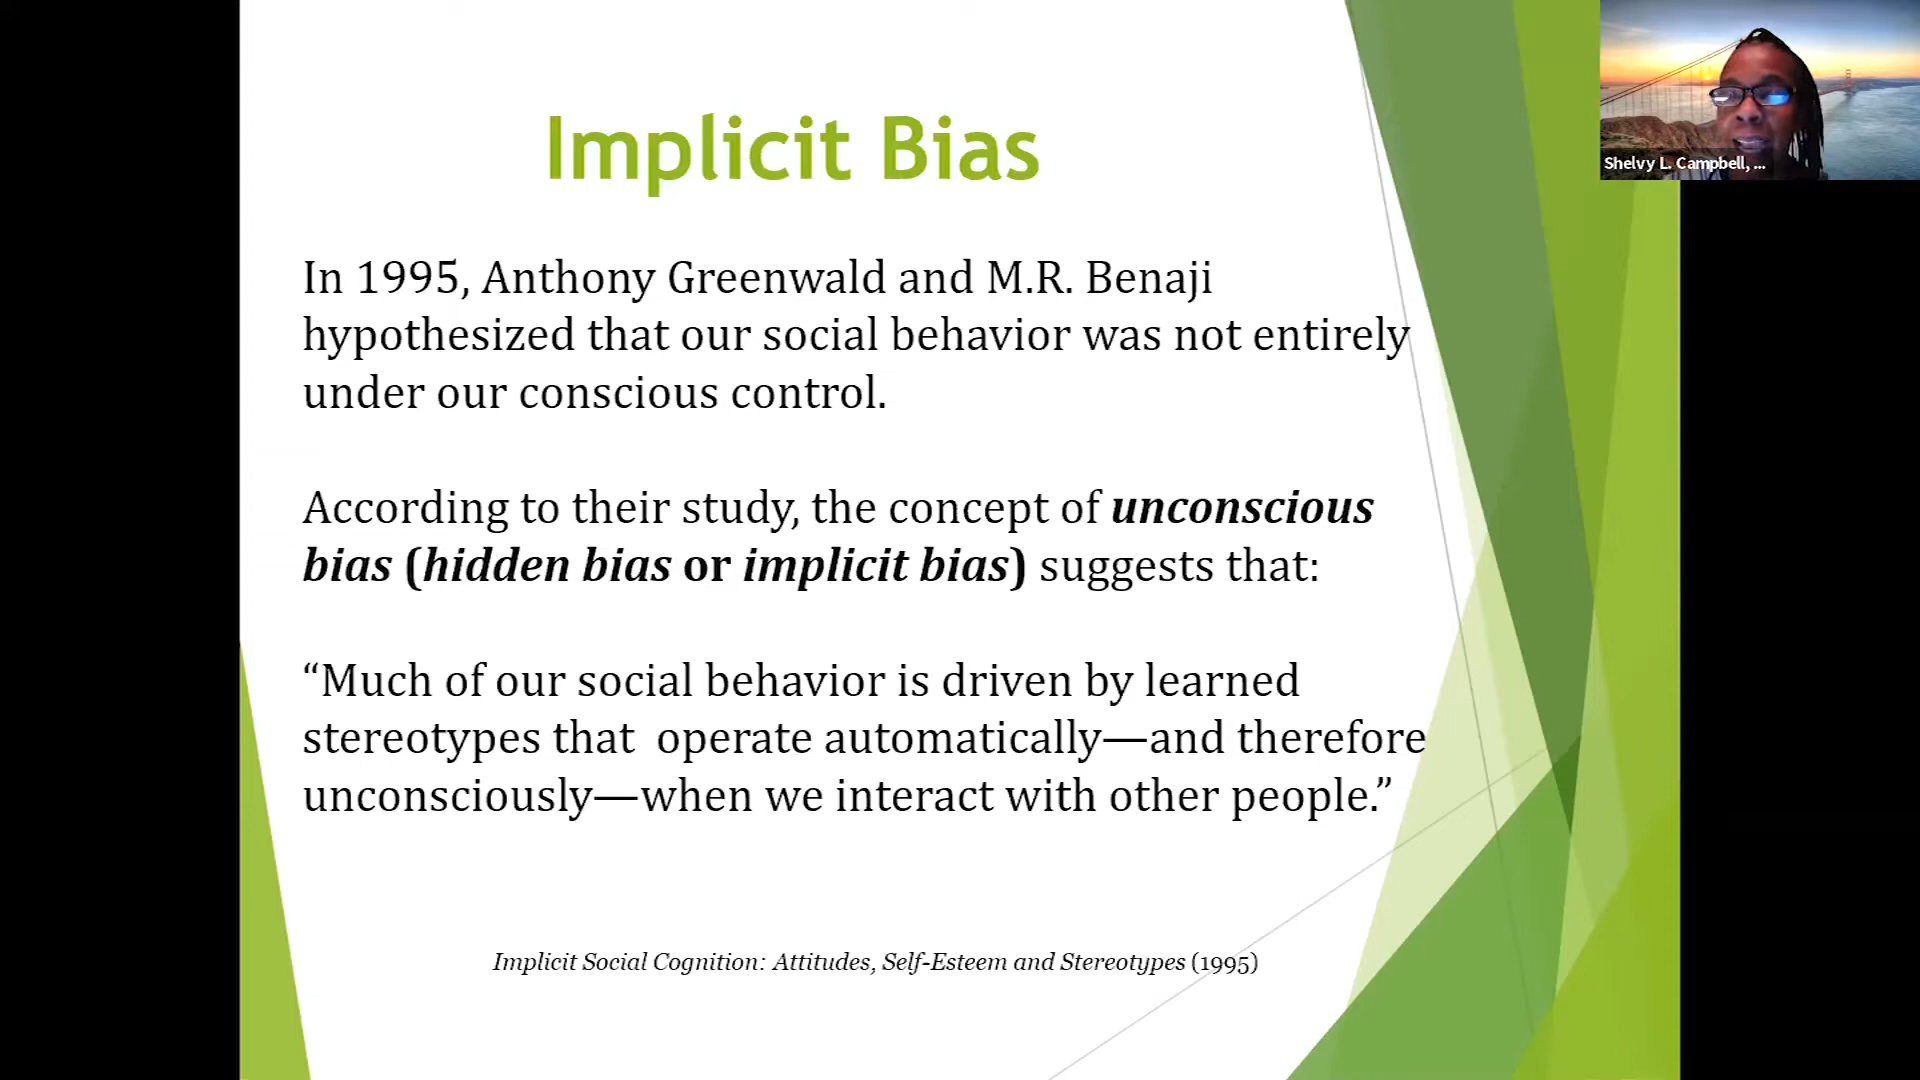 Implicit Bias
Shelvy L. Campbell, ...
In 1995, Anthony Greenwald and M.R. Benaji
hypothesized that our social behavior was not entirely
under our conscious control.
According to their study, the concept of unconscious
bias (hidden bias or implicit bias) suggests that:
“Much of our social behavior is driven by learned
stereotypes that  operate automatically—and therefore
unconsciously—when we interact with other people.”
Implicit Social Cognition: Attitudes, Self-Esteem and Stereotypes (1995)